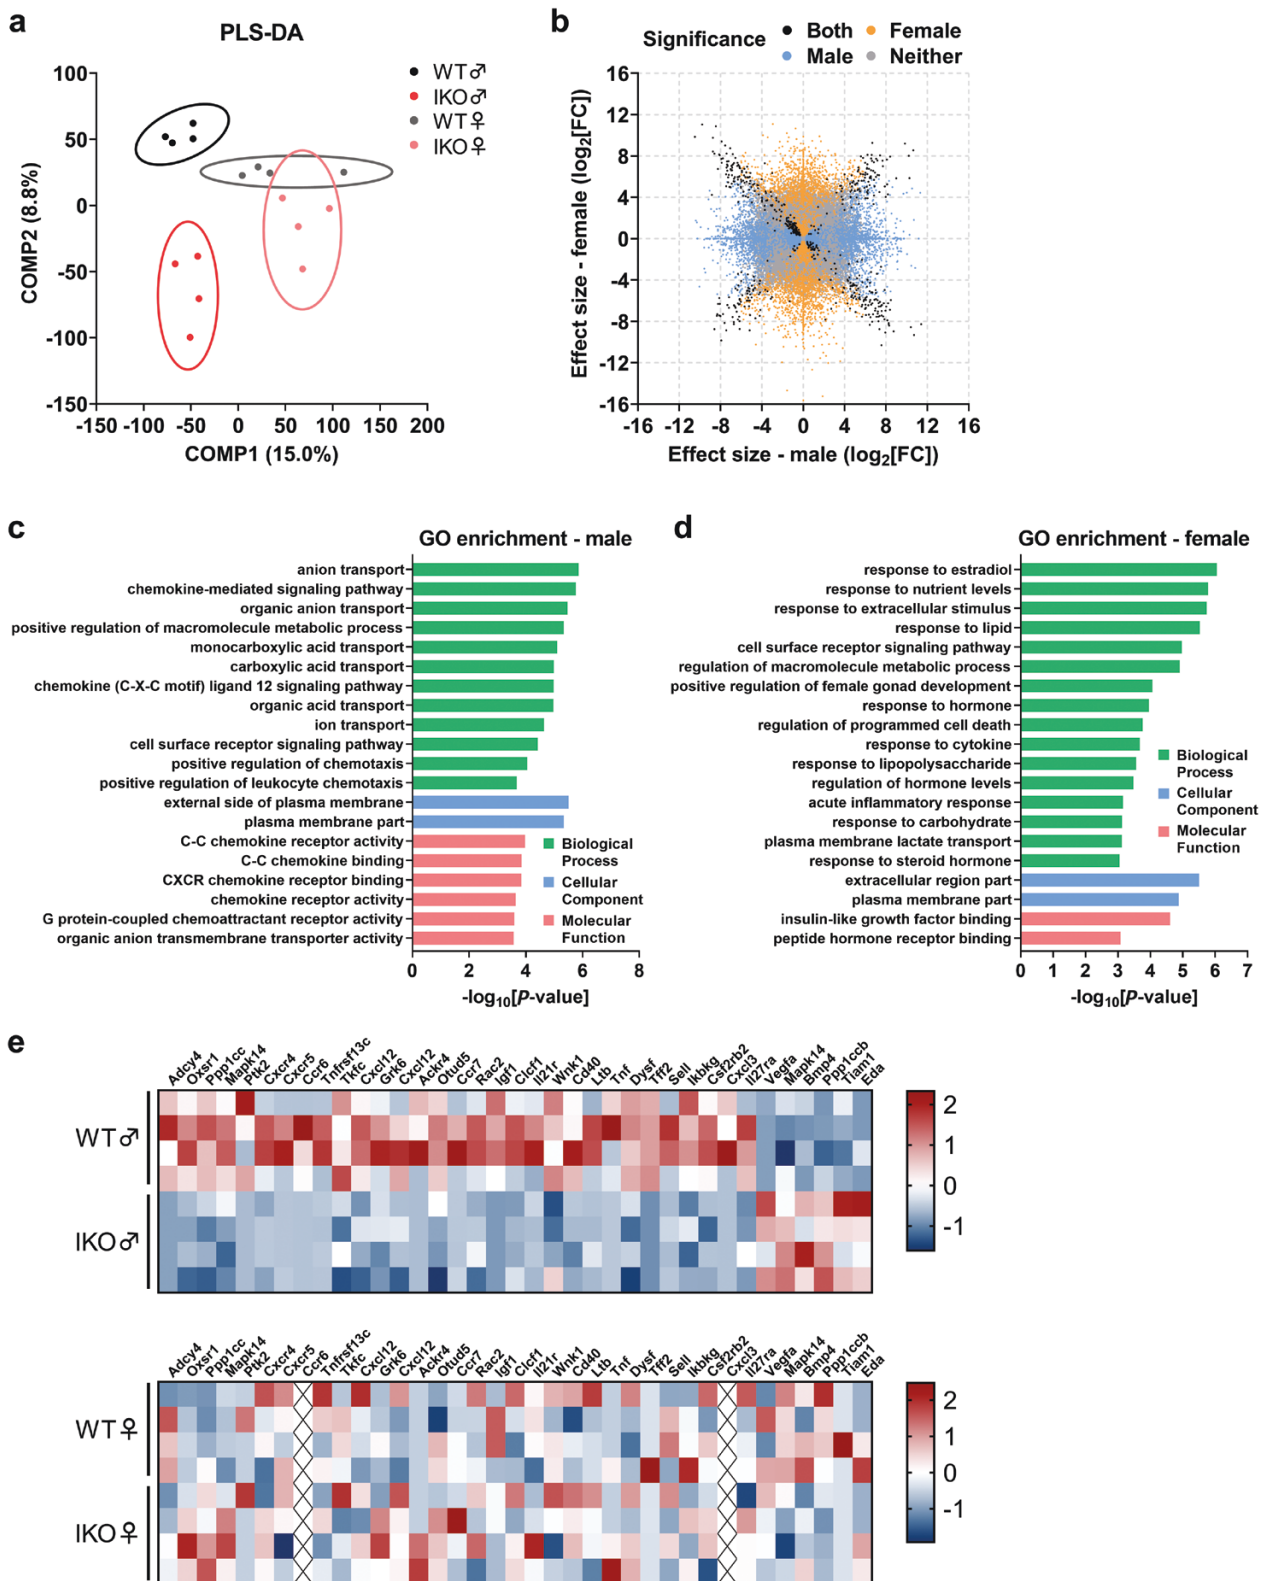 a
PLS-DA
WT♂
IKO♂
WT♀
IKO♀
100
50
0
-50
-100
-150
COMP2 (8.8%)
-150 -100 -50 0 50 100 150 200
COMP1 (15.0%)
b
Significance
Both
Female
Male
Neither
16
12
8
4
0
-4
-8
-12
-16
Effect size - female (log2[FC])
-16 -12 -8 -4 0 4 8 12 16
Effect size - male (log2[FC])
c
GO enrichment - male
anion transport
chemokine-mediated signaling pathway
organic anion transport
positive regulation of macromolecule metabolic process
monocarboxylic acid transport
carboxylic acid transport
chemokine (C-X-C motif) ligand 12 signaling pathway
organic acid transport
ion transport
cell surface receptor signaling pathway
positive regulation of chemotaxis
positive regulation of leukocyte chemotaxis
external side of plasma membrane
plasma membrane part
C-C chemokine receptor activity
C-C chemokine binding
CXCR chemokine receptor binding
chemokine receptor activity
G protein-coupled chemoattractant receptor activity
organic anion transmembrane transporter activity
Biological
Process
Cellular
Component
Molecular
Function
0 2 4 6 8
-log10[P-value]
d
GO enrichment - female
response to estradiol
response to nutrient levels
response to extracellular stimulus
response to lipid
cell surface receptor signaling pathway
regulation of macromolecule metabolic process
positive regulation of female gonad development
response to hormone
regulation of programmed cell death
response to cytokine
response to lipopolysaccharide
regulation of hormone levels
acute inflammatory response
response to carbohydrate
plasma membrane lactate transport
response to steroid hormone
extracellular region part
plasma membrane part
insulin-like growth factor binding
peptide hormone receptor binding
Biological
Process
Cellular
Component
Molecular
Function
0 1 2 3 4 5 6 7
-log10[P-value]
e
Adcy4 Oxsr1 Ppp1cc Mapk14 Ptk2 Cxcr4 Cxcr5 Ccr6 Tnfrsf13c Tkfc Cxcl12 Grk6 Cxcl12 Ackr4 Otud5 Ccr7 Rac2 Igf1 Clcf1 Il21r Wnk1 Cd40 Ltb Tnf Dysf Tff2 Sell Ikbkg Csf2rb2 Cxcl3 Il27ra Vegfa Mapk14 Bmp4 Ppp1ccb Tiam1 Eda
WT♂
IKO♂
2
1
0
-1
Adcy4 Oxsr1 Ppp1cc Mapk14 Ptk2 Cxcr4 Cxcr5 Ccr6 Tnfrsf13c Tkfc Cxcl12 Grk6 Cxcl12 Ackr4 Otud5 Ccr7 Rac2 Igf1 Clcf1 Il21r Wnk1 Cd40 Ltb Tnf Dysf Tff2 Sell Ikbkg Csf2rb2 Cxcl3 Il27ra Vegfa Mapk14 Bmp4 Ppp1ccb Tiam1 Eda
WT♀
IKO♀
2
1
0
-1